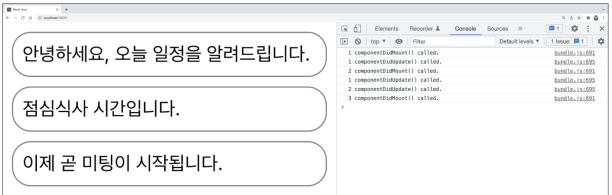 React App
localhost:3000
안녕하세요, 오늘 일정을 알려드립니다.
점심식사 시간입니다.
이제 곧 미팅이 시작됩니다.
Elements Recorder Console Sources » 1
top ▼ Filter Default levels ▼ 1 Issue: 1
1 componentDidMount() called. bundle.js:691
1 componentDidUpdate() called. bundle.js:695
2 componentDidMount() called. bundle.js:691
1 componentDidUpdate() called. bundle.js:695
2 componentDidUpdate() called. bundle.js:695
3 componentDidMount() called. bundle.js:691
>